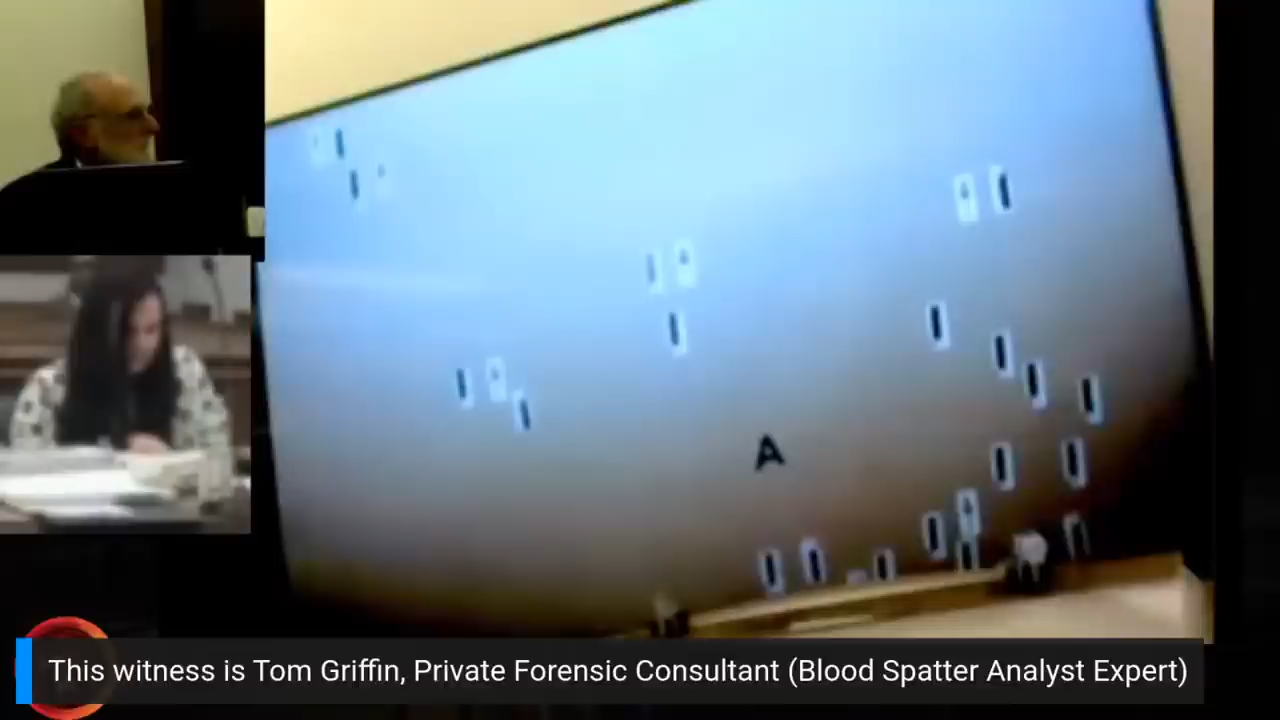 A
This witness is Tom Griffin, Private Forensic Consultant (Blood Spatter Analyst Expert)